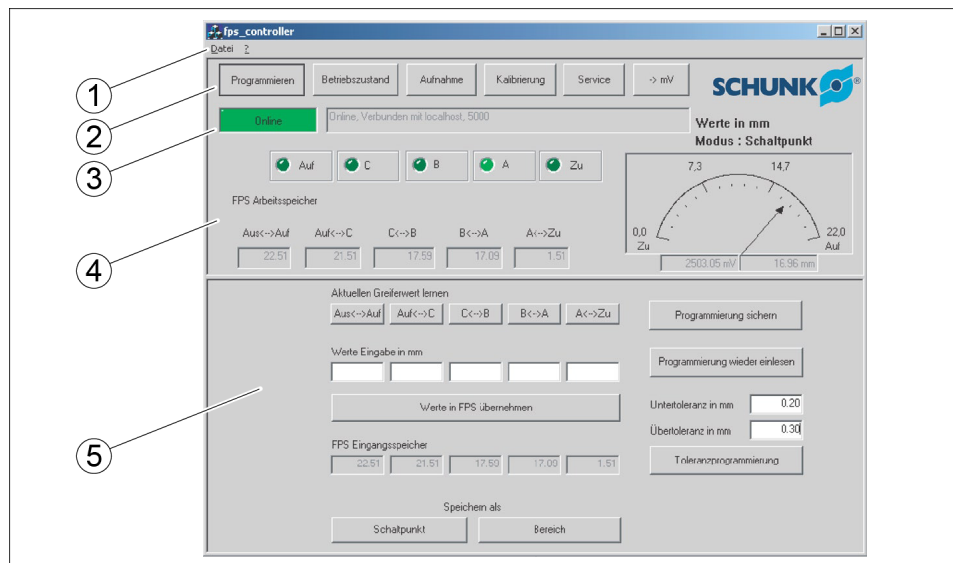 fps_controller
Datei ?
1
Programmieren Betriebszustand Aufnahme Kalibrierung Service -> mV
SCHUNK ®
2
Online Online, Verbunden mit localhost, 5000
Werte in mm
Modus : Schaltpunkt
3
Auf C B A Zu
7,3 14,7
FPS Arbeitsspeicher
4
Aus<-->Auf Auf<-->C C<-->B B<-->A A<-->Zu
0,0 22,0
Zu Auf
22.51 21.51 17.59 17.09 1.51
2503.05 mV 16.96 mm
Aktuellen Greiferwert lernen
Aus<-->Auf Auf<-->C C<-->B B<->A A<-->Zu
Programmierung sichern
Werte Eingabe in mm
Programmierung wieder einlesen
Werte in FPS übernehmen
Untertoleranz in mm 0.20
Übertoleranz in mm 0.30
5
FPS Eingangsspeicher
22.51 21.51 17.59 17.09 1.51
Toleranzprogrammierung
Speichern als
Schaltpunkt Bereich